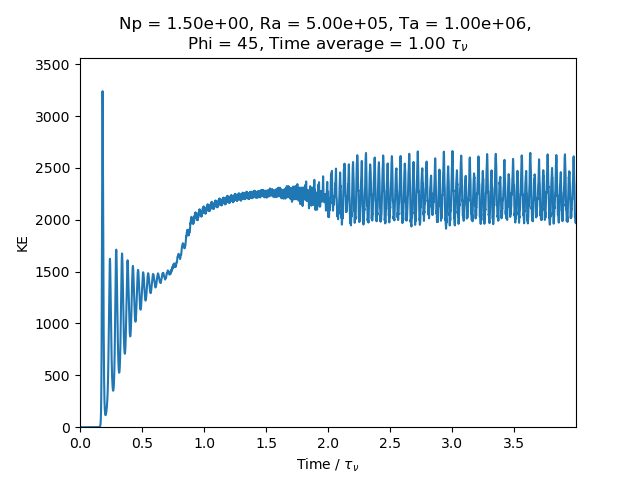 Np = 1.50e+00, Ra = 5.00e+05, Ta = 1.00e+06,
Phi = 45, Time average = 1.00 τν
3500
3000
2500
2000
1500
1000
500
0
KE
0.0 0.5 1.0 1.5 2.0 2.5 3.0 3.5
Time / τν